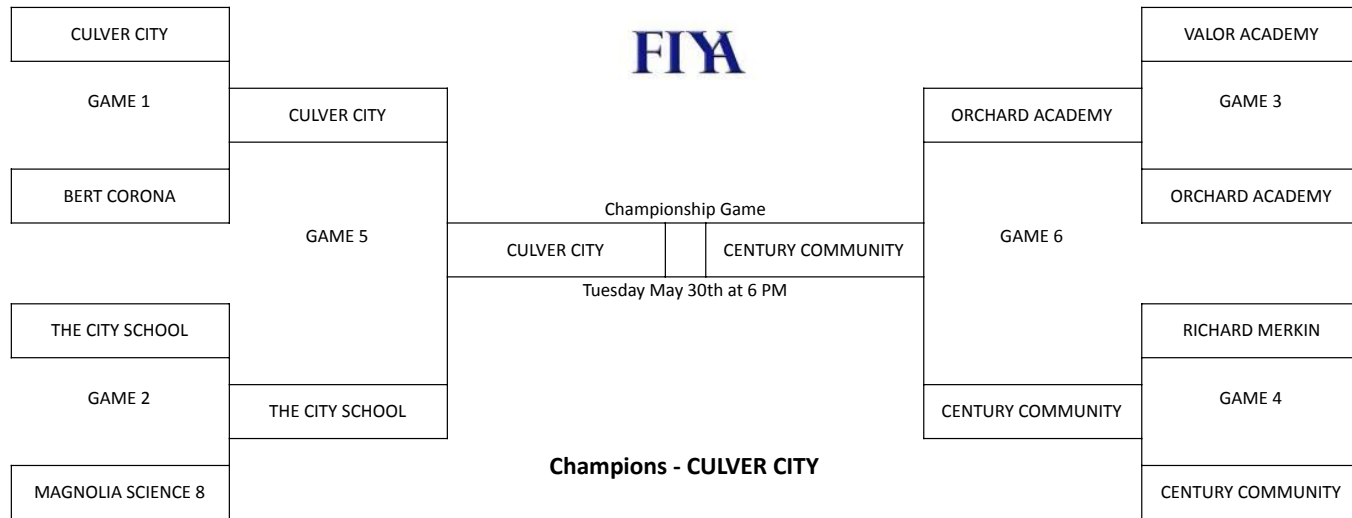 CULVER CITY
GAME 1
BERT CORONA
CULVER CITY
GAME 5
THE CITY SCHOOL
GAME 2
MAGNOLIA SCIENCE 8
THE CITY SCHOOL
FIYA
Championship Game
CULVER CITY
CENTURY COMMUNITY
Tuesday May 30th at 6 PM
Champions - CULVER CITY
ORCHARD ACADEMY
GAME 6
CENTURY COMMUNITY
VALOR ACADEMY
GAME 3
ORCHARD ACADEMY
RICHARD MERKIN
GAME 4
CENTURY COMMUNITY